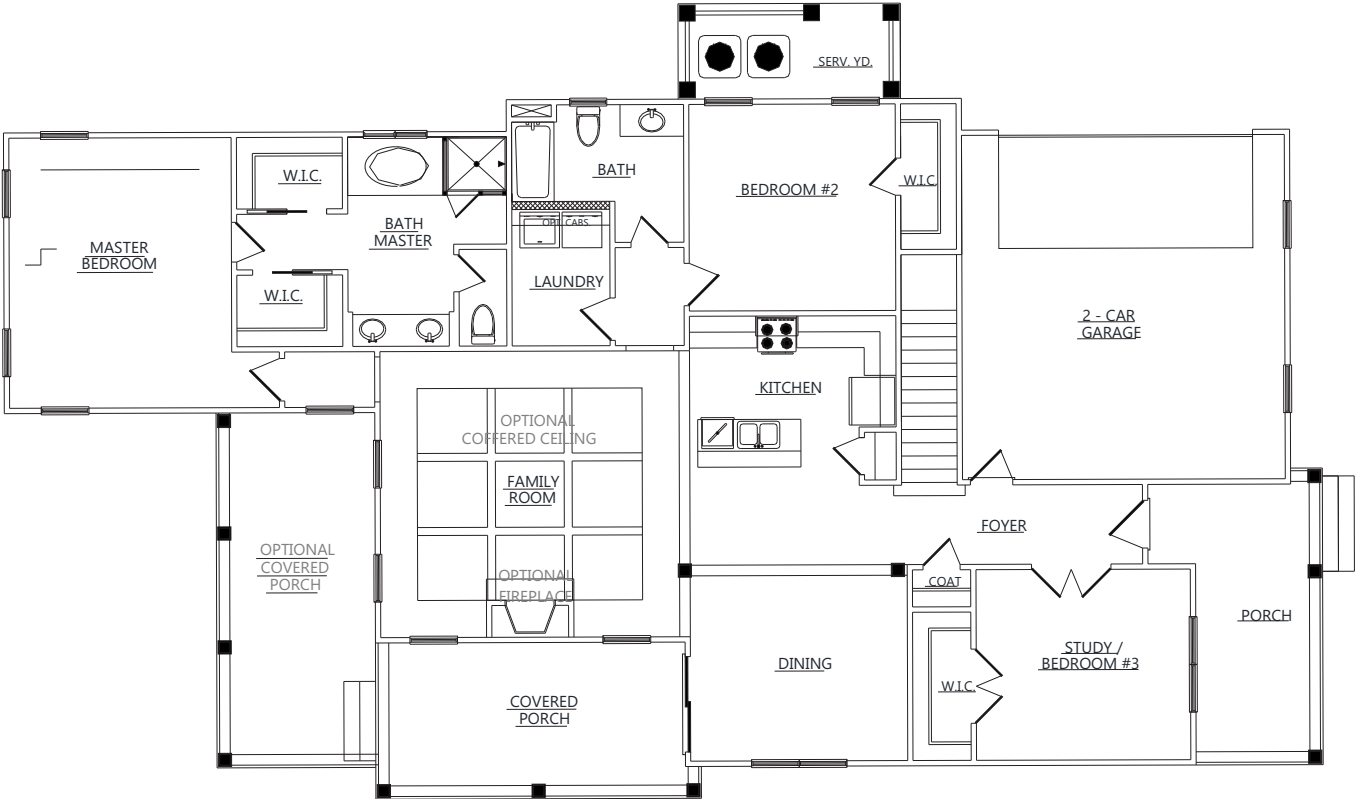 SERV. YD.
W.I.C.
BATH
BEDROOM #2
W.I.C.
BATH
MASTER
OPT. CABS.
MASTER
BEDROOM
LAUNDRY
W.I.C.
2 - CAR
GARAGE
KITCHEN
OPTIONAL
COFFERED CEILING
FAMILY
ROOM
FOYER
OPTIONAL
COVERED
PORCH
OPTIONAL
FIREPLACE
COAT
PORCH
STUDY /
BEDROOM #3
DINING
W.I.C.
COVERED
PORCH